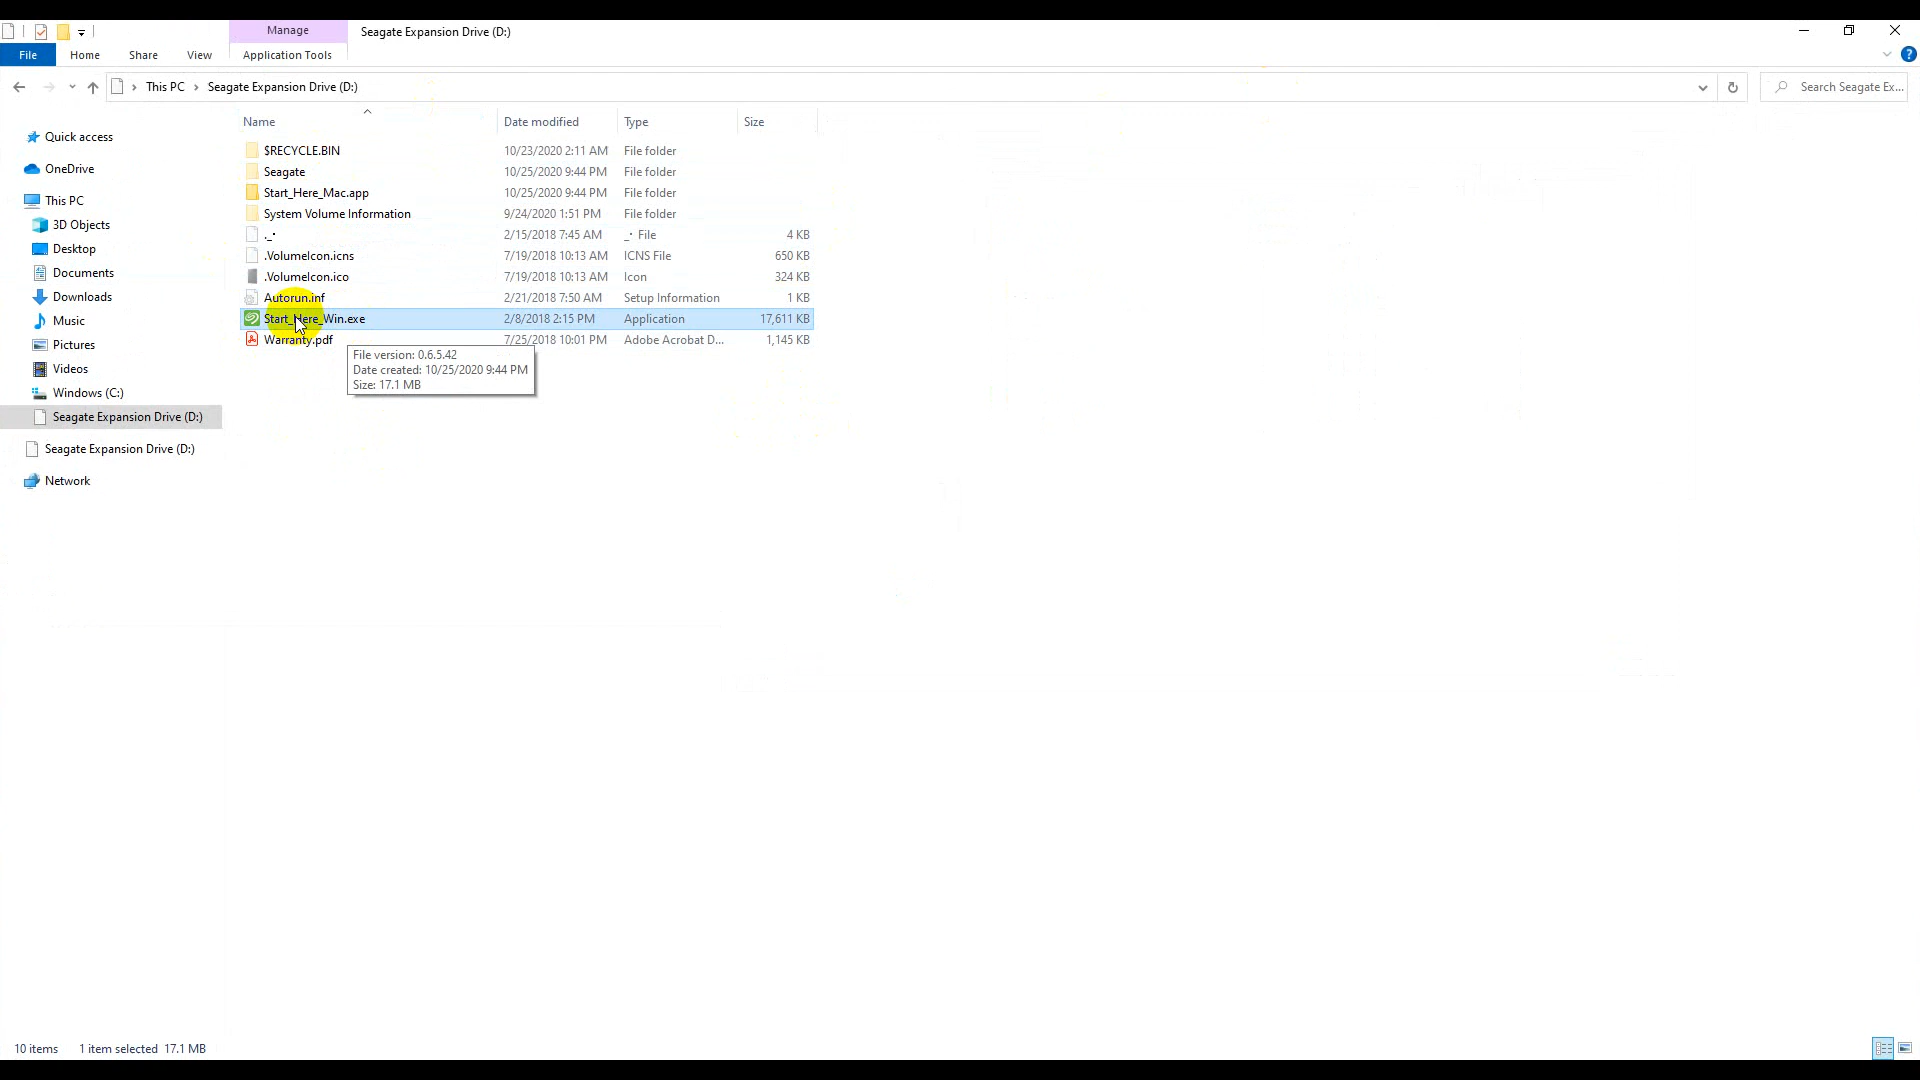 Manage
Seagate Expansion Drive (D:)
File
Home
Share
View
Application Tools
This PC
Seagate Expansion Drive (D:)
Search Seagate Ex...
Name
Date modified
Type
Size
$RECYCLE.BIN 10/23/2020 2:11 AM File folder
Seagate 10/25/2020 9:44 PM File folder
Start_Here_Mac.app 10/25/2020 9:44 PM File folder
System Volume Information 9/24/2020 1:51 PM File folder
._· 2/15/2018 7:45 AM _· File 4 KB
.VolumeIcon.icns 7/19/2018 10:13 AM ICNS File 650 KB
.VolumeIcon.ico 7/19/2018 10:13 AM Icon 324 KB
Autorun.inf 2/21/2018 7:50 AM Setup Information 1 KB
Start_Here_Win.exe 2/8/2018 2:15 PM Application 17,611 KB
Warranty.pdf 7/25/2018 10:01 PM Adobe Acrobat D... 1,145 KB
File version: 0.6.5.42
Date created: 10/25/2020 9:44 PM
Size: 17.1 MB
Quick access
OneDrive
This PC
3D Objects
Desktop
Documents
Downloads
Music
Pictures
Videos
Windows (C:)
Seagate Expansion Drive (D:)
Seagate Expansion Drive (D:)
Network
10 items 1 item selected 17.1 MB